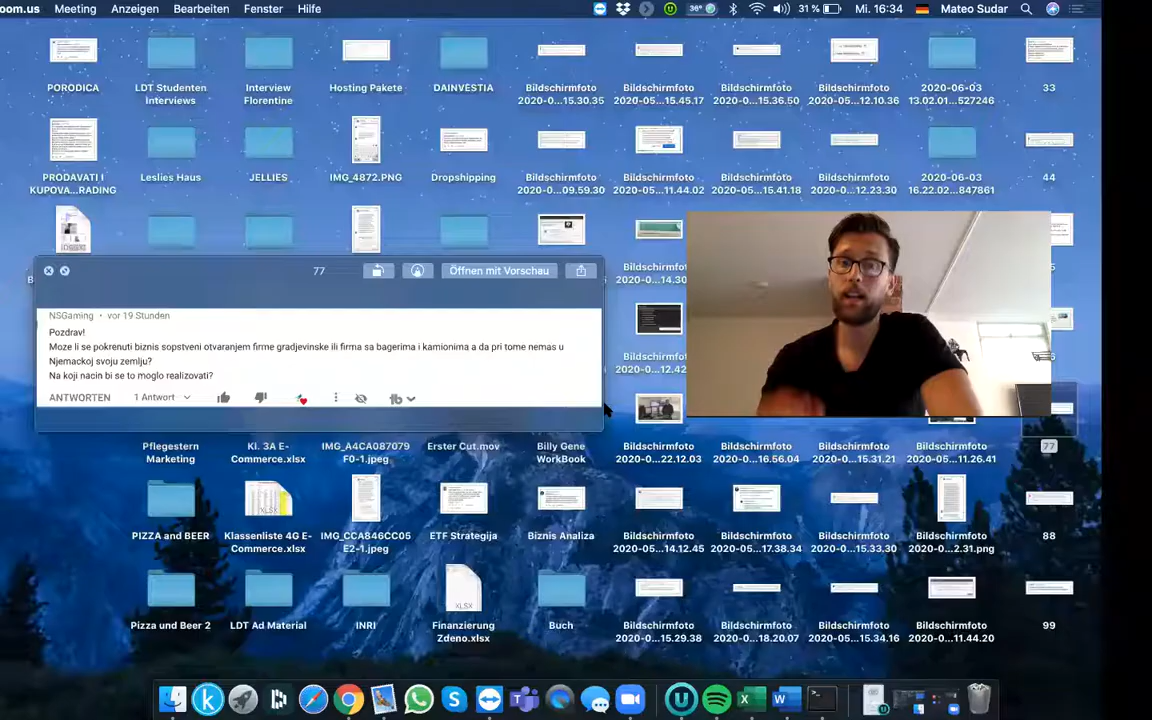 oom.us Meeting Anzeigen Bearbeiten Fenster Hilfe 36° 31 % Mi. 16:34 Mateo Sudar
PORODICA
LDT Studenten
Interviews
Interview
Florentine
Hosting Pakete
DAINVESTIA
Bildschirmfoto
2020-0...15.30.35
Bildschirmfoto
2020-05...15.45.17
Bildschirmfoto
2020-0...15.36.50
Bildschirmfoto
2020-0...12.10.36
2020-06-03
13.02.01...527246
33
PRODAVATI I
KUPOVA...RADING
Leslies Haus
JELLIES
IMG_4872.PNG
Dropshipping
Bildschirmfoto
2020-0...09.59.30
Bildschirmfoto
2020-05...11.44.02
Bildschirmfoto
2020-0...15.41.18
Bildschirmfoto
2020-0...12.23.30
2020-06-03
16.22.02...847861
44
77
Öffnen mit Vorschau
NSGaming • vor 19 Stunden
Pozdrav!
Moze li se pokrenuti biznis sopstveni otvaranjem firme gradjevinske ili firma sa bagerima i kamionima a da pri tome nemas u
Njemackoj svoju zemlju?
Na koji nacin bi se to moglo realizovati?
ANTWORTEN 1 Antwort
Pflegestern
Marketing
Kl. 3A E-
Commerce.xlsx
IMG_A4CA087079
F0-1.jpeg
Erster Cut.mov
Billy Gene
WorkBook
Bildschirmfoto
2020-0...22.12.03
Bildschirmfoto
2020-0...16.56.04
Bildschirmfoto
2020-0...15.31.21
Bildschirmfoto
2020-05...11.26.41
77
PIZZA and BEER
XLSX
Klassenliste 4G E-
Commerce.xlsx
IMG_CCA846CC05
E2-1.jpeg
ETF Strategija
Biznis Analiza
Bildschirmfoto
2020-05...14.12.45
Bildschirmfoto
2020-05...17.38.34
Bildschirmfoto
2020-0...15.33.30
Bildschirmfoto
2020-0...2.31.png
88
Pizza und Beer 2
LDT Ad Material
INRI
XLSX
Finanzierung
Zdeno.xlsx
Buch
Bildschirmfoto
2020-0...15.29.38
Bildschirmfoto
2020-0...18.20.07
Bildschirmfoto
2020-05...15.34.16
Bildschirmfoto
2020-0...11.44.20
99